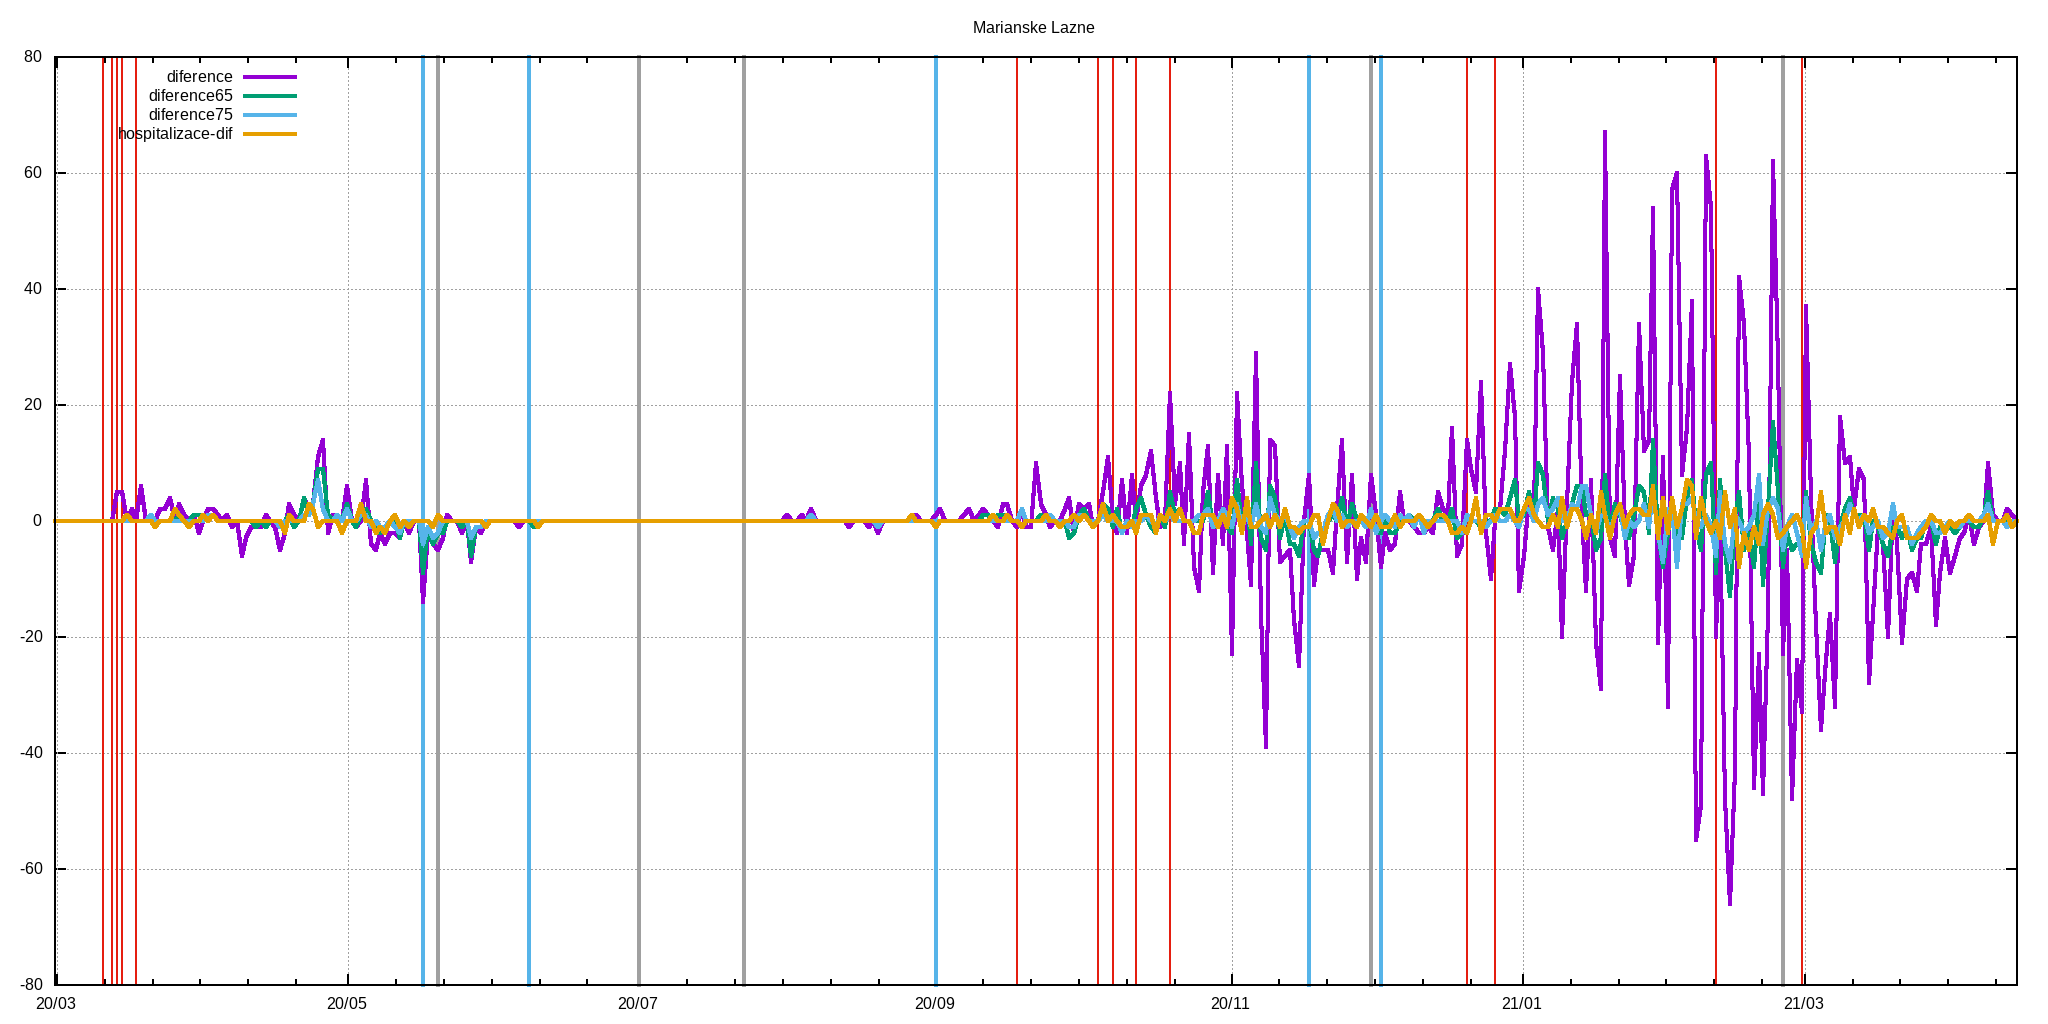 Marianske Lazne
80
diference
diference65
diference75
hospitalizace-dif
60
40
20
0
-20
-40
-60
-80
20/03 20/05 20/07 20/09 20/11 21/01 21/03